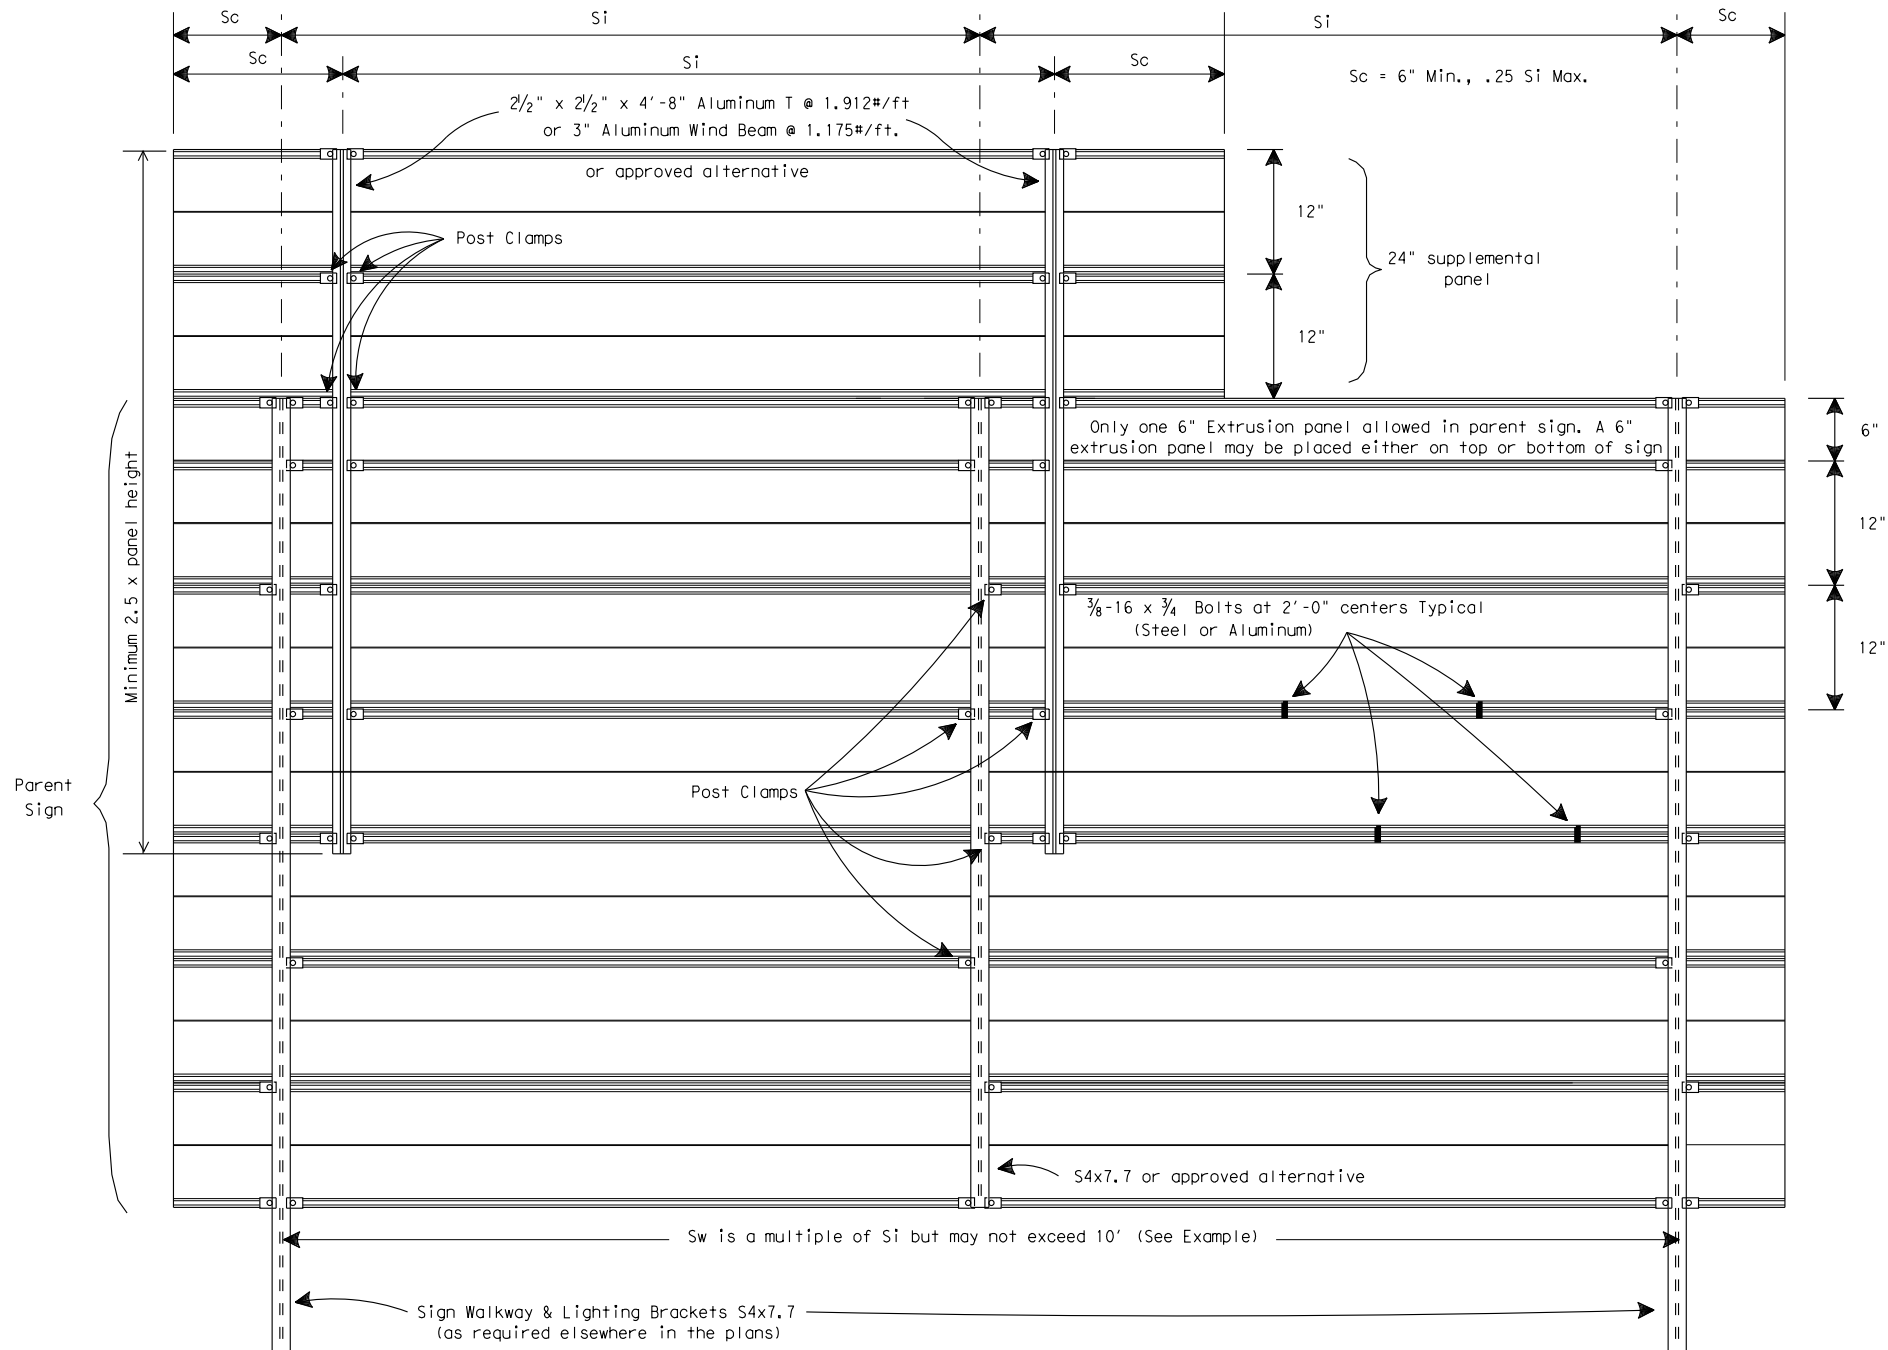 Sc
Si
Si
Sc
Sc
Si
Sc
Sc = 6" Min., .25 Si Max.
2½" x 2½" x 4'-8" Aluminum T @ 1.912#/ft
or 3" Aluminum Wind Beam @ 1.175#/ft.
or approved alternative
12"
Post Clamps
24" supplemental
panel
12"
Only one 6" Extrusion panel allowed in parent sign. A 6"
extrusion panel may be placed either on top or bottom of sign
6"
Minimum 2.5 x panel height
12"
⅜-16 x ¾ Bolts at 2'-0" centers Typical
(Steel or Aluminum)
12"
Parent
Sign
Post Clamps
S4x7.7 or approved alternative
Sw is a multiple of Si but may not exceed 10' (See Example)
Sign Walkway & Lighting Brackets S4x7.7
(as required elsewhere in the plans)